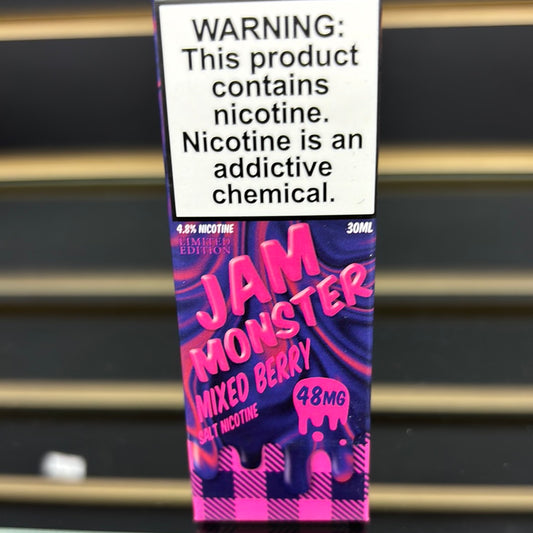 WARNING:
This product
contains
nicotine.
Nicotine is an
addictive
chemical.
4.8% NICOTINE
30ML
LIMITED
EDITION
JAM
MONSTER
MIXED BERRY
SALT NICOTINE
48MG